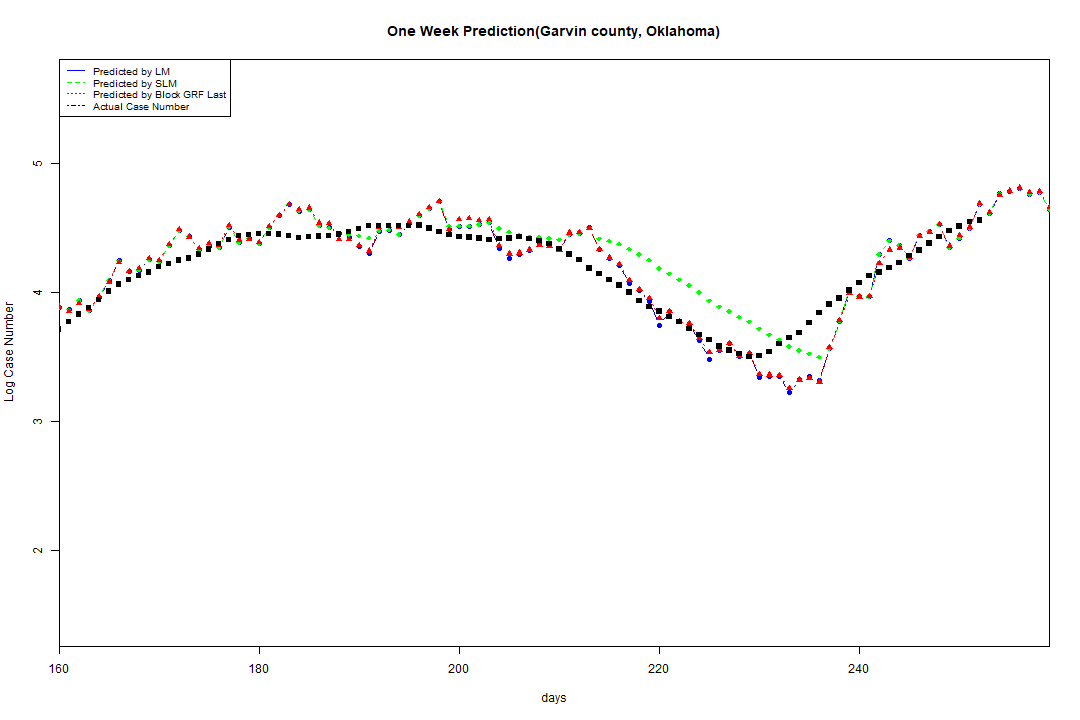 One Week Prediction(Garvin county, Oklahoma)
Predicted by LM
Predicted by SLM
Predicted by Block GRF Last
Actual Case Number
5
4
3
2
Log Case Number
160 180 200 220 240
days